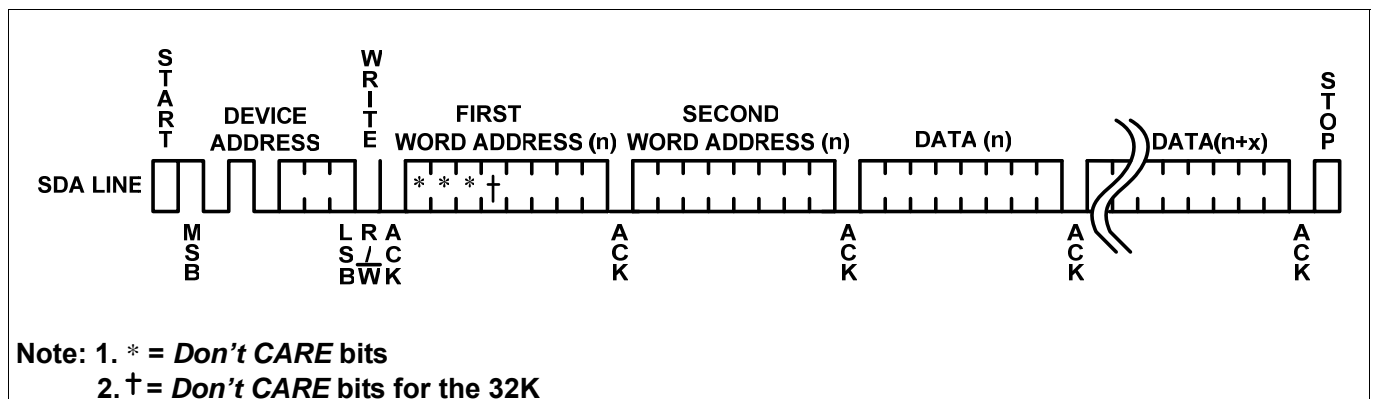 START
WRITE
STOP
DEVICE
ADDRESS
FIRST
WORD ADDRESS (n)
SECOND
WORD ADDRESS (n)
DATA (n)
DATA(n+x)
SDA LINE
* * * †
MSB
LSB
R/W
ACK
ACK
ACK
ACK
ACK
Note: 1. * = Don't CARE bits
2. † = Don't CARE bits for the 32K